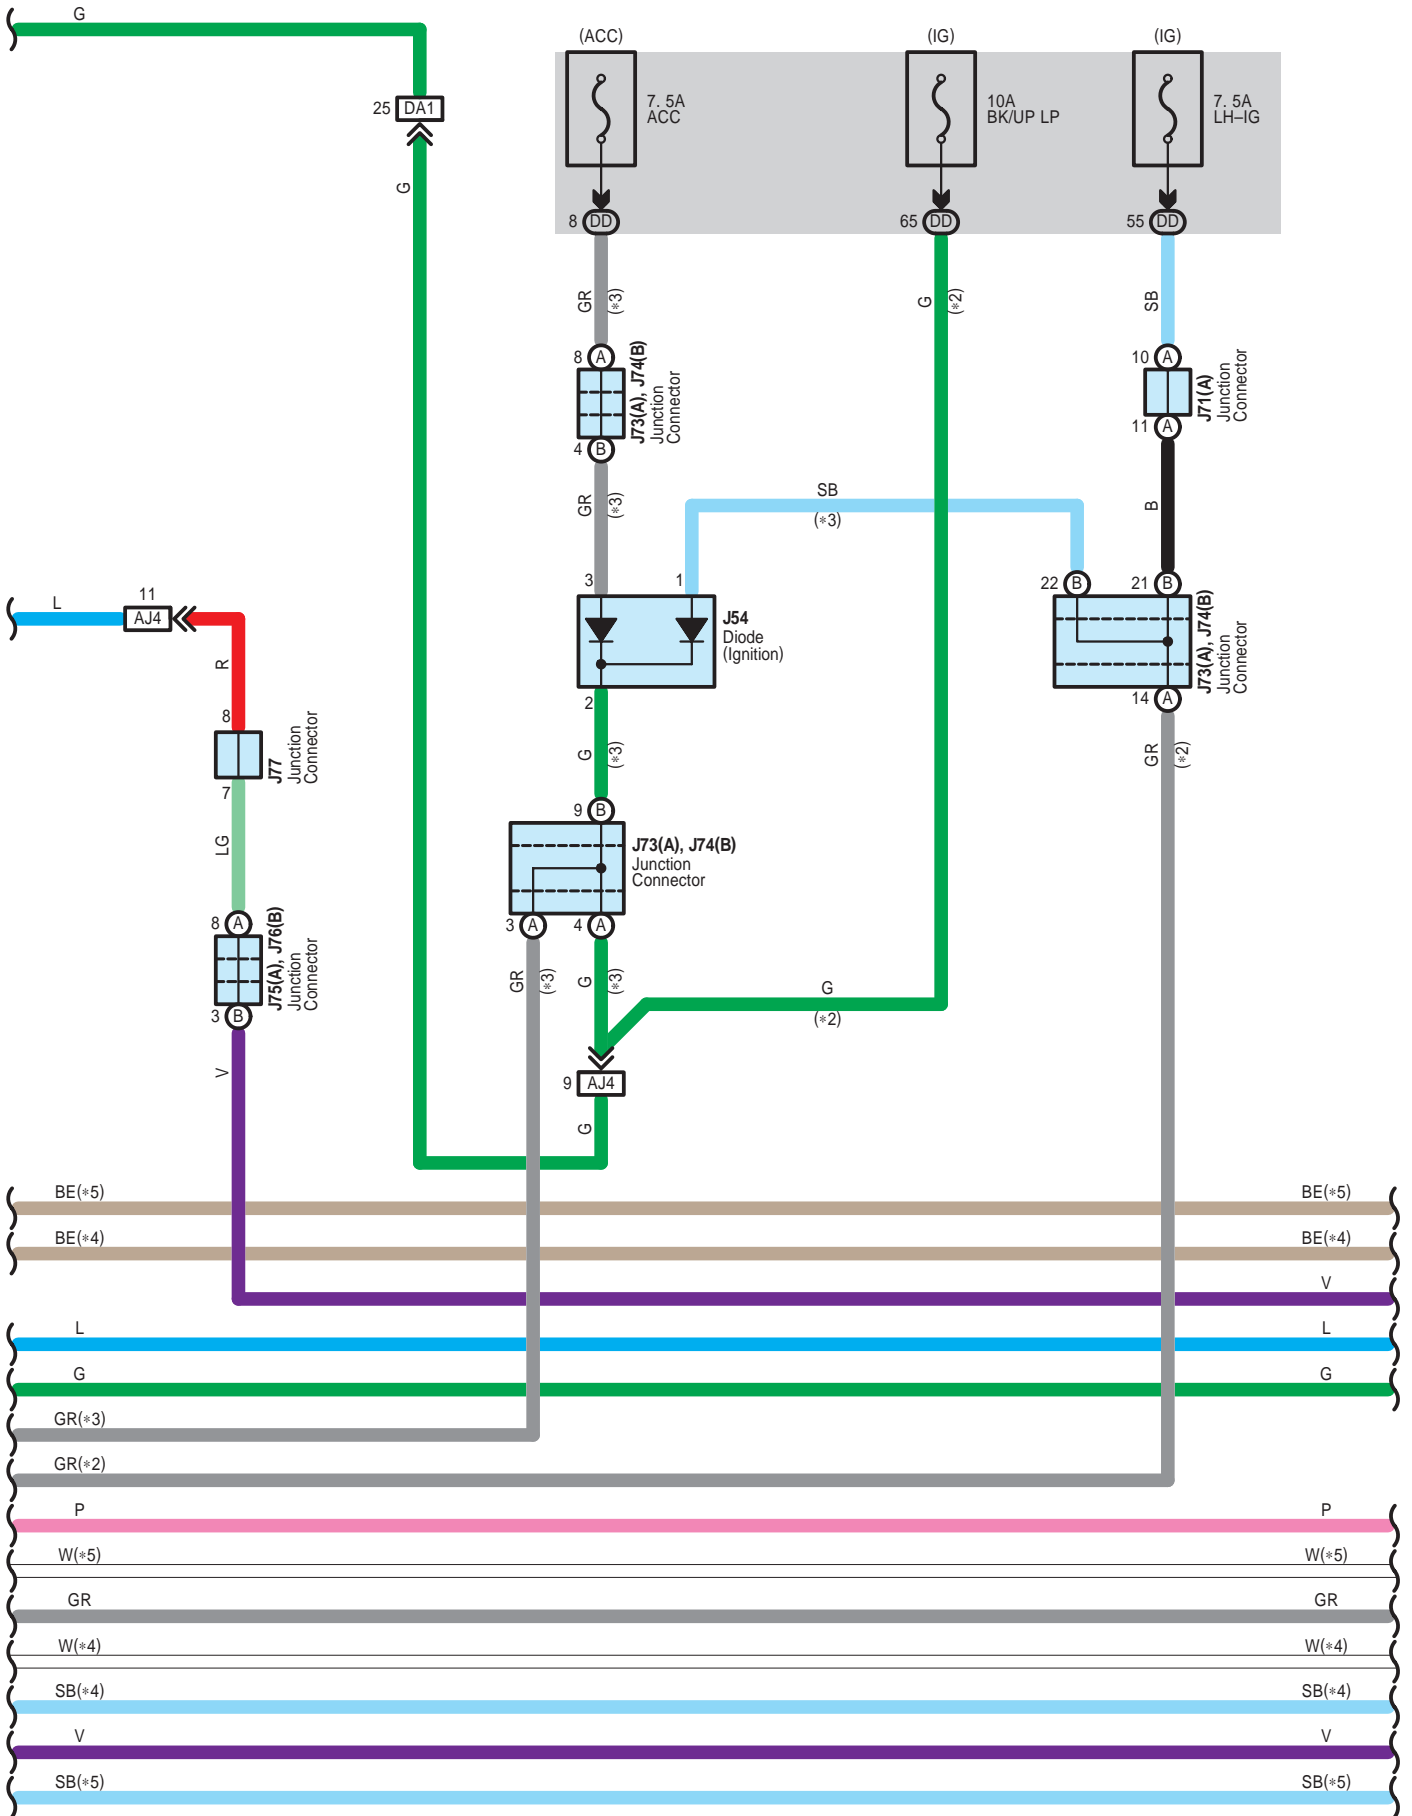 G
(ACC)
(IG)
(IG)
7. 5A
ACC
10A
BK/UP LP
7. 5A
LH–IG
25 DA1
G
8 DD
65 DD
55 DD
GR
(∗3)
G
(∗2)
SB
8 A
J73(A), J74(B)
Junction
Connector
4 B
10 A
J71(A)
Junction
Connector
11 A
GR
(∗3)
SB
(∗3)
B
3
1
22 B
21 B
J54
Diode
(Ignition)
2
J73(A), J74(B)
Junction
Connector
14 A
L
11
AJ4
R
8
J77
Junction
Connector
7
LG
G
(∗3)
GR
(∗2)
9 B
J73(A), J74(B)
Junction
Connector
3 A
4 A
8 A
J75(A), J76(B)
Junction
Connector
3 B
V
GR
(∗3)
G
(∗3)
G
(∗2)
9 AJ4
G
BE(∗5)
BE(∗5)
BE(∗4)
BE(∗4)
V
L
L
G
G
GR(∗3)
GR(∗2)
P
P
W(∗5)
W(∗5)
GR
GR
W(∗4)
W(∗4)
SB(∗4)
SB(∗4)
V
V
SB(∗5)
SB(∗5)